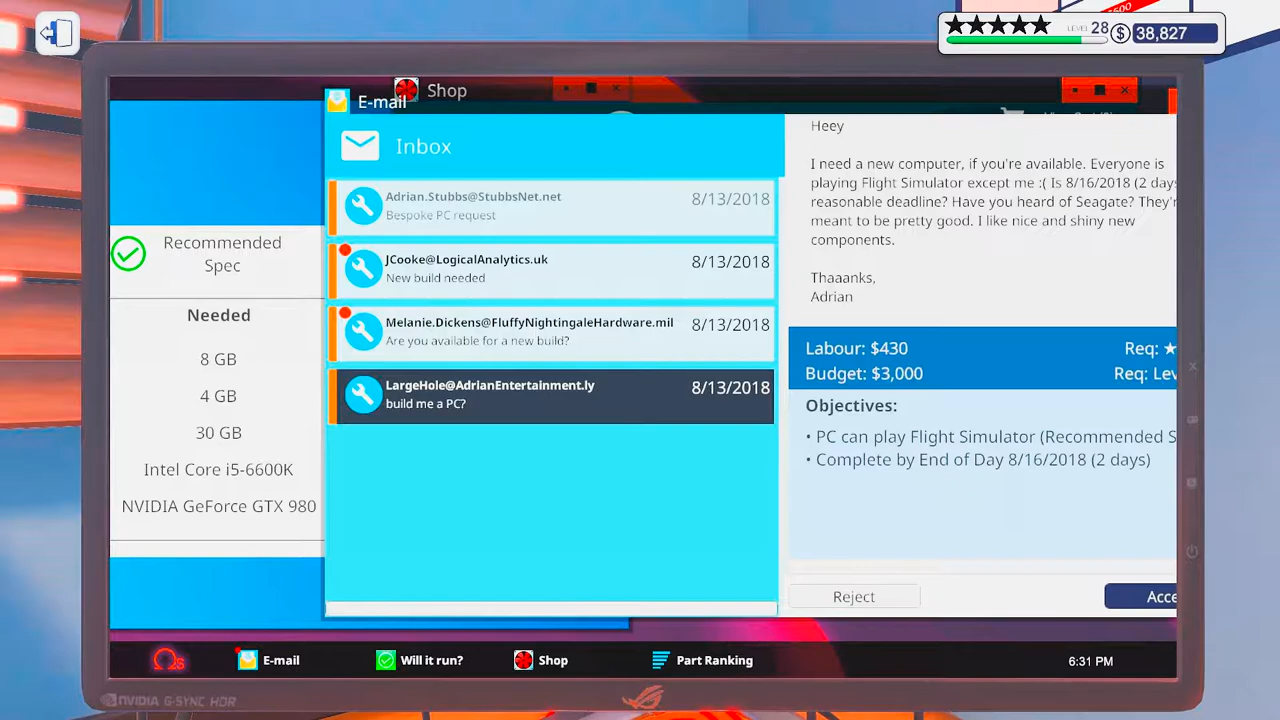 LEVEL 28 $ 38,827
Shop
E-mail
Inbox
Adrian.Stubbs@StubbsNet.net 8/13/2018
Bespoke PC request
JCooke@LogicalAnalytics.uk 8/13/2018
New build needed
Melanie.Dickens@FluffyNightingaleHardware.mil 8/13/2018
Are you available for a new build?
LargeHole@AdrianEntertainment.ly 8/13/2018
build me a PC?
Recommended
Spec
Needed
8 GB
4 GB
30 GB
Intel Core i5-6600K
NVIDIA GeForce GTX 980
Heey
I need a new computer, if you're available. Everyone is
playing Flight Simulator except me :( Is 8/16/2018 (2 days
reasonable deadline? Have you heard of Seagate? They'r
meant to be pretty good. I like nice and shiny new
components.
Thaaanks,
Adrian
Labour: $430 Req: ★
Budget: $3,000 Req: Lev
Objectives:
• PC can play Flight Simulator (Recommended S
• Complete by End of Day 8/16/2018 (2 days)
Reject Acce
E-mail Will it run? Shop Part Ranking 6:31 PM
NVIDIA G-SYNC HDR